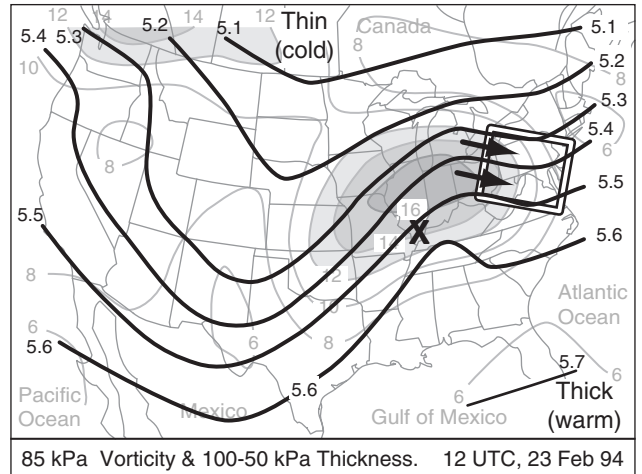 12 14 12
5.4 5.3 5.2 5.1 Thin 5.1
(cold) Canada
10 8 5.2
8
5.3
5.4
6
8
5.5
16
5.5 X 5.6
14
8 12 Atlantic
10 Ocean
6 6 8
5.6
5.7
5.6 6
Pacific 6 Thick
Ocean Mexico Gulf of Mexico (warm)
85 kPa Vorticity & 100-50 kPa Thickness. 12 UTC, 23 Feb 94